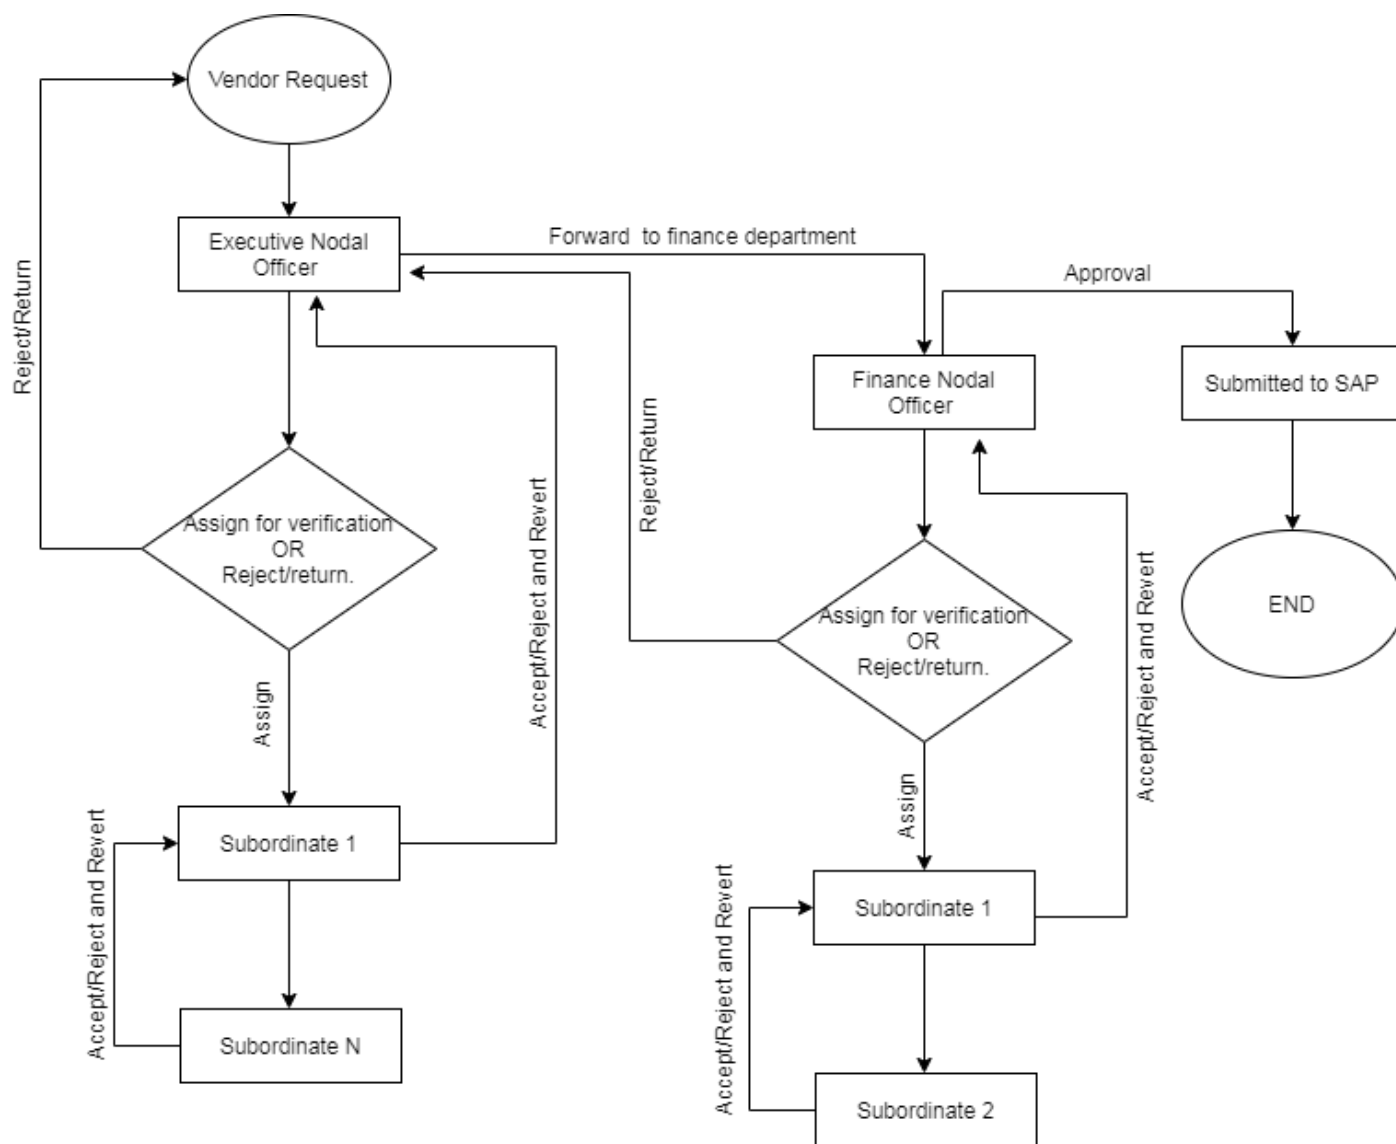 Vendor Request
Executive Nodal
Officer
Forward to finance department
Approval
Reject/Return
Finance Nodal
Officer
Submitted to SAP
Reject/Return
Assign for verification
OR
Reject/return.
Accept/Reject and Revert
Assign for verification
OR
Reject/return.
Accept/Reject and Revert
END
Assign
Assign
Subordinate 1
Accept/Reject and Revert
Subordinate 1
Accept/Reject and Revert
Subordinate N
Subordinate 2